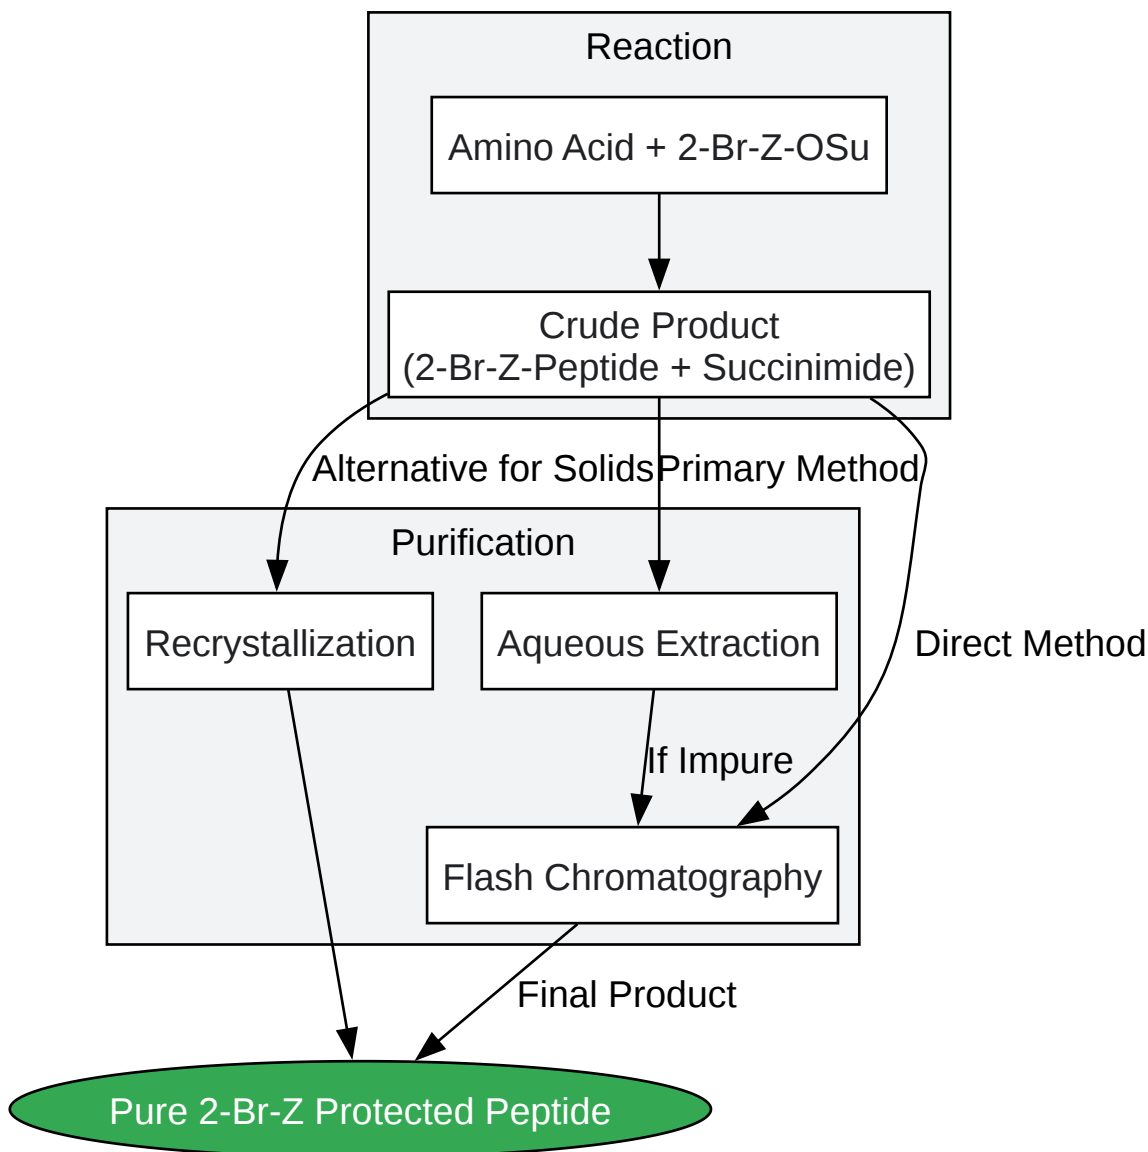 Reaction
Amino Acid + 2-Br-Z-OSu
Crude Product
(2-Br-Z-Peptide + Succinimide)
Alternative for Solids
Primary Method
Purification
Recrystallization
Aqueous Extraction
Direct Method
If Impure
Flash Chromatography
Final Product
Pure 2-Br-Z Protected Peptide